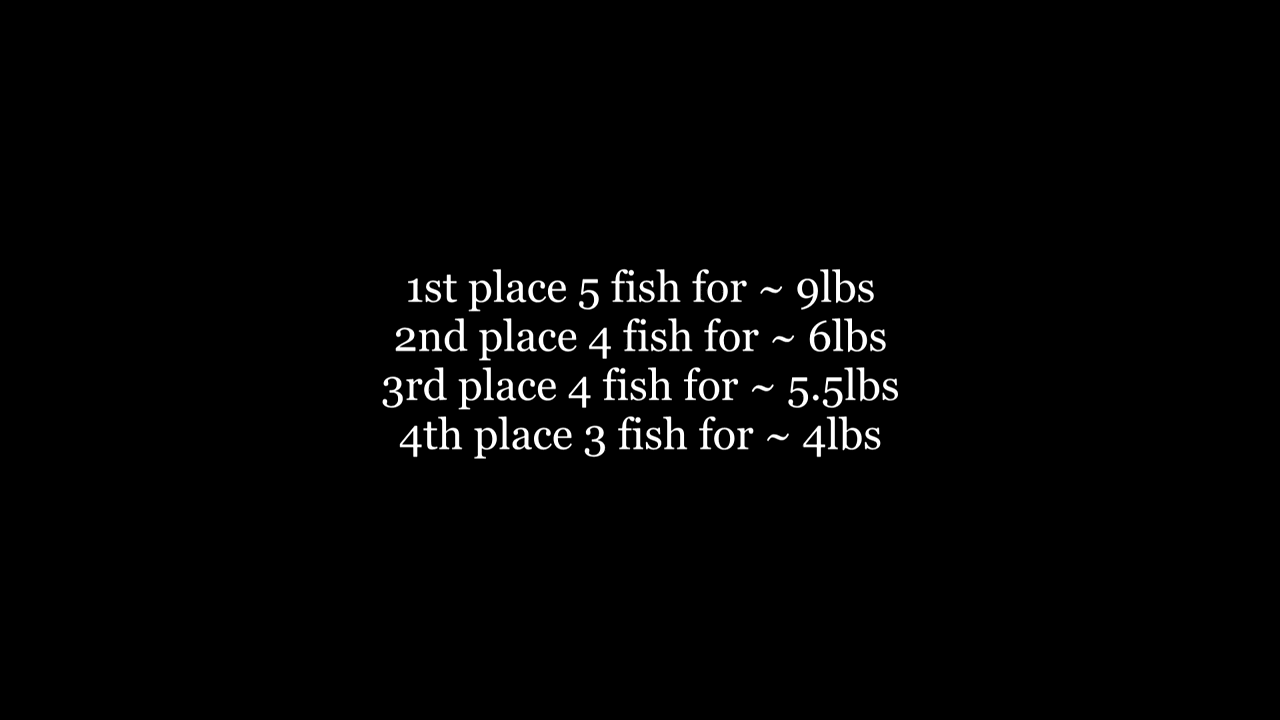 1st place 5 fish for ~ 9lbs
2nd place 4 fish for ~ 6lbs
3rd place 4 fish for ~ 5.5lbs
4th place 3 fish for ~ 4lbs